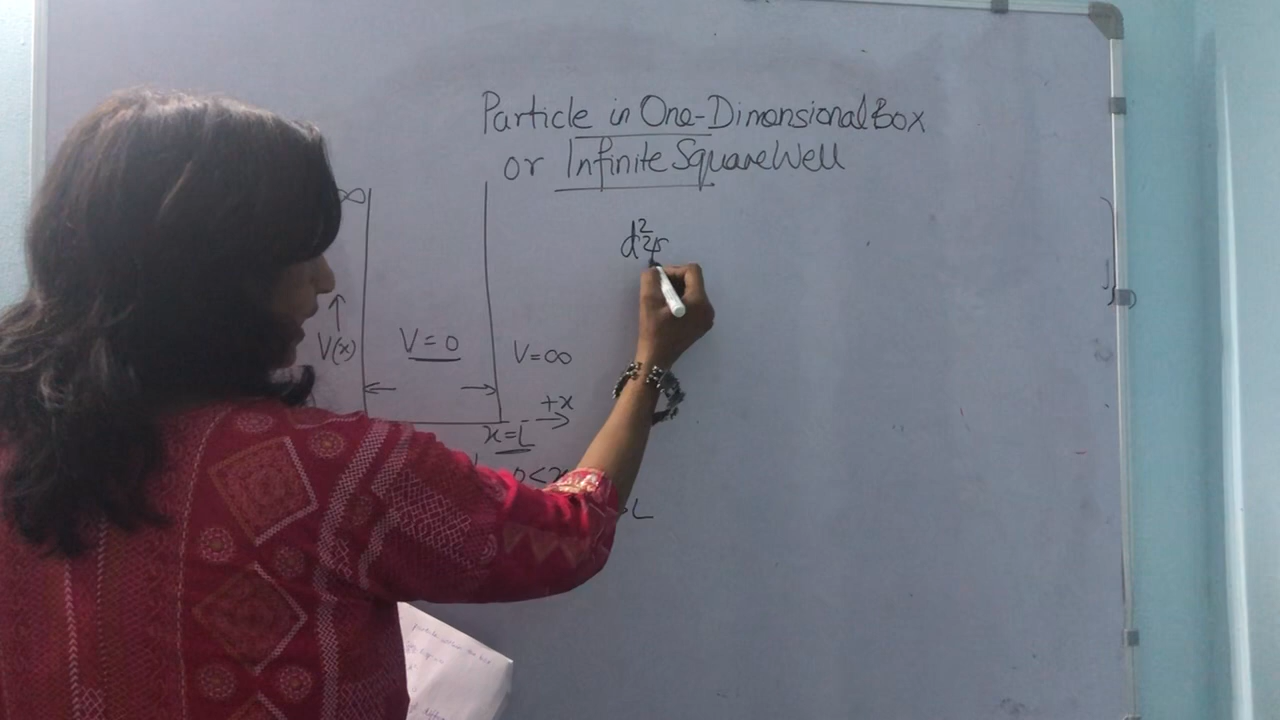 Particle in One-Dimensional Box
or Infinite Square Well
∞
d²ψ
V(x)
V = 0
V = ∞
+x
x = L
0 < x
L